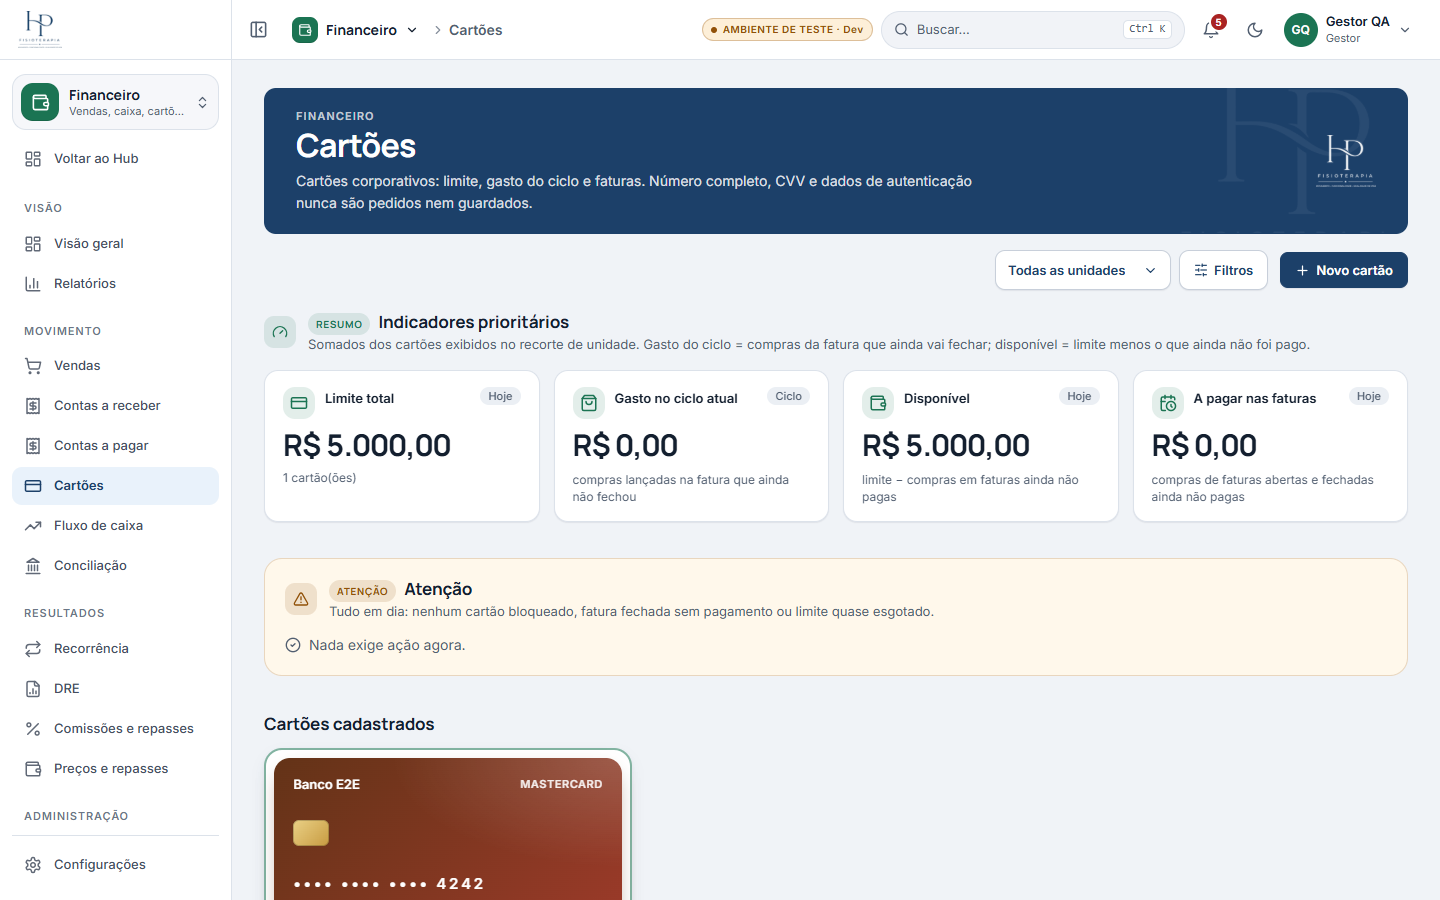 HP
FISIOTERAPIA
Financeiro
Cartões
AMBIENTE DE TESTE · Dev
Buscar...
Ctrl K
5
GQ
Gestor QA
Gestor
Financeiro
Vendas, caixa, cartõ...
Voltar ao Hub
VISÃO
Visão geral
Relatórios
MOVIMENTO
Vendas
Contas a receber
Contas a pagar
Cartões
Fluxo de caixa
Conciliação
RESULTADOS
Recorrência
DRE
Comissões e repasses
Preços e repasses
ADMINISTRAÇÃO
Configurações
FINANCEIRO
Cartões
Cartões corporativos: limite, gasto do ciclo e faturas. Número completo, CVV e dados de autenticação
nunca são pedidos nem guardados.
HP
FISIOTERAPIA
Todas as unidades
Filtros
Novo cartão
RESUMO
Indicadores prioritários
Somados dos cartões exibidos no recorte de unidade. Gasto do ciclo = compras da fatura que ainda vai fechar; disponível = limite menos o que ainda não foi pago.
Limite total
Hoje
R$ 5.000,00
1 cartão(ões)
Gasto no ciclo atual
Ciclo
R$ 0,00
compras lançadas na fatura que ainda
não fechou
Disponível
Hoje
R$ 5.000,00
limite − compras em faturas ainda não
pagas
A pagar nas faturas
Hoje
R$ 0,00
compras de faturas abertas e fechadas
ainda não pagas
ATENÇÃO
Atenção
Tudo em dia: nenhum cartão bloqueado, fatura fechada sem pagamento ou limite quase esgotado.
Nada exige ação agora.
Cartões cadastrados
Banco E2E
MASTERCARD
•••• •••• •••• 4242